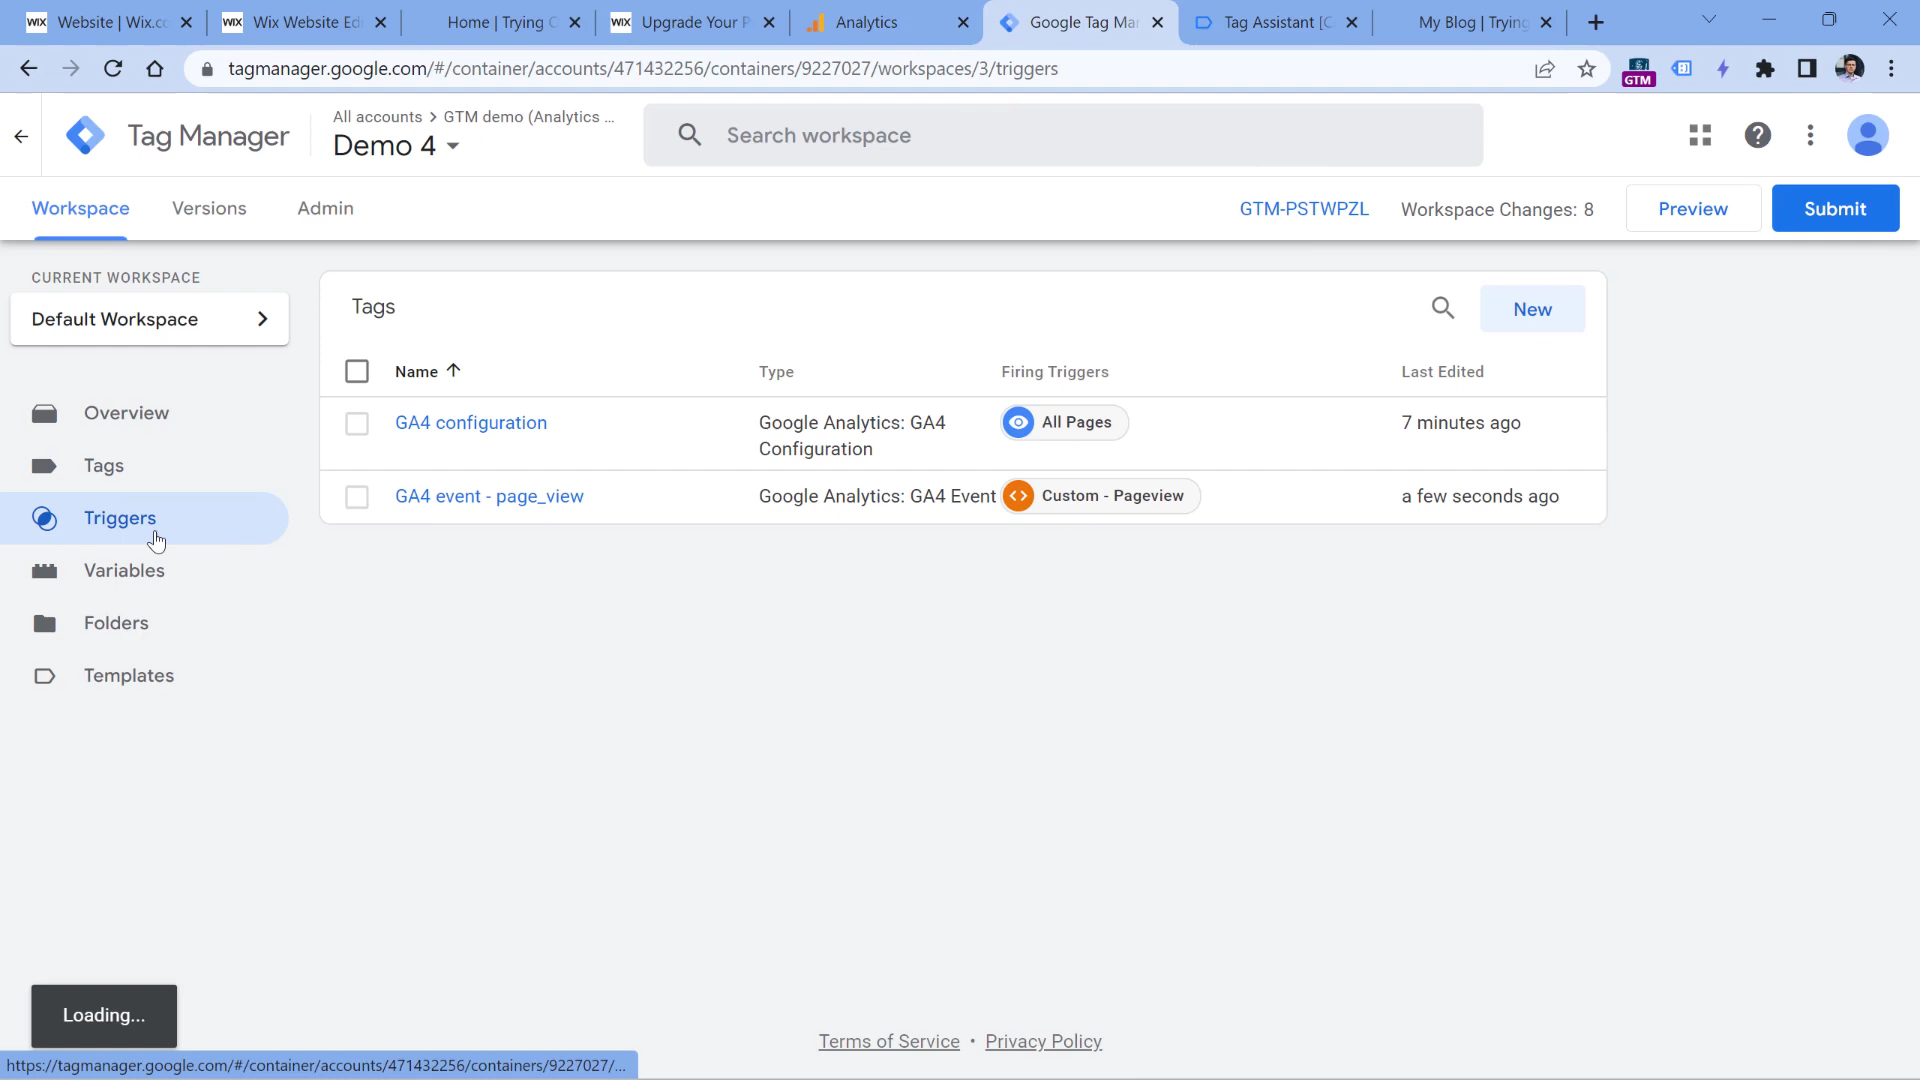 WIX Website | Wix.co
WIX Wix Website Ed
Home | Trying C
WIX Upgrade Your P
Analytics
Google Tag Ma
Tag Assistant [C
My Blog | Trying
tagmanager.google.com/#/container/accounts/471432256/containers/9227027/workspaces/3/triggers
GTM
Tag Manager
All accounts > GTM demo (Analytics ...
Demo 4
Search workspace
Workspace
Versions
Admin
GTM-PSTWPZL
Workspace Changes: 8
Preview
Submit
CURRENT WORKSPACE
Default Workspace
Overview
Tags
Triggers
Variables
Folders
Templates
Tags
New
Name
Type
Firing Triggers
Last Edited
GA4 configuration
Google Analytics: GA4
Configuration
All Pages
7 minutes ago
GA4 event - page_view
Google Analytics: GA4 Event
Custom - Pageview
a few seconds ago
Loading...
Terms of Service • Privacy Policy
https://tagmanager.google.com/#/container/accounts/471432256/containers/9227027/...